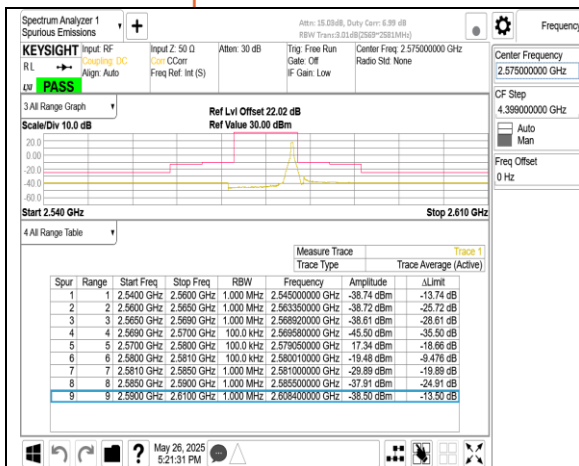 Spectrum Analyzer 1
Spurious Emissions
Attn: 15.03dB, Duty Corr: 6.99 dB
RBW Trans:3.01dB(2569~2581MHz)
Frequency
KEYSIGHT
RL
LXI PASS
Input: RF
Coupling: DC
Align: Auto
Input Z: 50 Ω
Corr CCorr
Freq Ref: Int (S)
Atten: 30 dB
Trig: Free Run
Gate: Off
IF Gain: Low
Center Freq: 2.575000000 GHz
Radio Std: None
Center Frequency
2.575000000 GHz
CF Step
4.399000000 GHz
Auto
Man
Freq Offset
0 Hz
3 All Range Graph
Scale/Div 10.0 dB
Ref Lvl Offset 22.02 dB
Ref Value 30.00 dBm
20.0
0.00
-20.0
-40.0
-60.0
Start 2.540 GHz
Stop 2.610 GHz
4 All Range Table
Measure Trace Trace 1
Trace Type Trace Average (Active)
Spur Range Start Freq Stop Freq RBW Frequency Amplitude ΔLimit
1 1 2.5400 GHz 2.5600 GHz 1.000 MHz 2.545000000 GHz -38.74 dBm -13.74 dB
2 2 2.5600 GHz 2.5650 GHz 1.000 MHz 2.563350000 GHz -38.72 dBm -25.72 dB
3 3 2.5650 GHz 2.5690 GHz 1.000 MHz 2.568920000 GHz -38.61 dBm -28.61 dB
4 4 2.5690 GHz 2.5700 GHz 100.0 kHz 2.569580000 GHz -45.50 dBm -35.50 dB
5 5 2.5700 GHz 2.5800 GHz 100.0 kHz 2.579050000 GHz 17.34 dBm -18.66 dB
6 6 2.5800 GHz 2.5810 GHz 100.0 kHz 2.580010000 GHz -19.48 dBm -9.476 dB
7 7 2.5810 GHz 2.5850 GHz 1.000 MHz 2.581000000 GHz -29.89 dBm -19.89 dB
8 8 2.5850 GHz 2.5900 GHz 1.000 MHz 2.585500000 GHz -37.91 dBm -24.91 dB
9 9 2.5900 GHz 2.6100 GHz 1.000 MHz 2.608400000 GHz -38.50 dBm -13.50 dB
?
May 26, 2025
5:21:31 PM